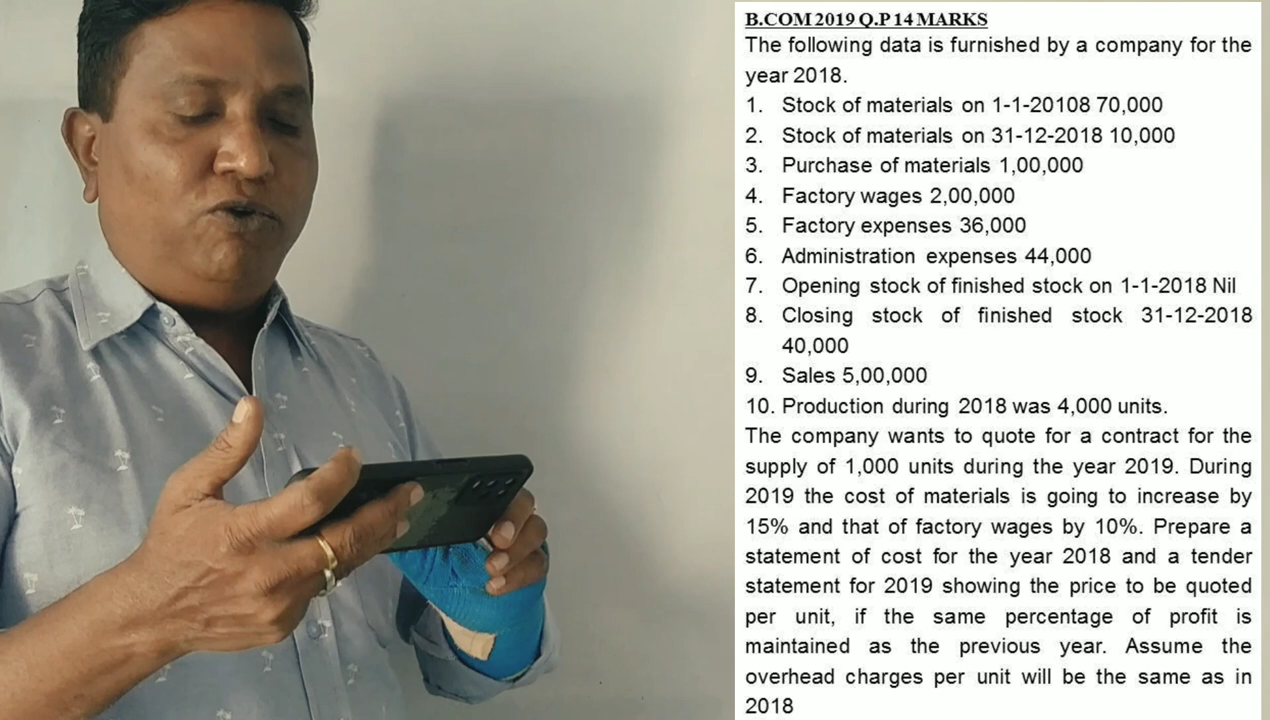 B.COM 2019 Q.P 14 MARKS
The following data is furnished by a company for the
year 2018.
1. Stock of materials on 1-1-20108 70,000
2. Stock of materials on 31-12-2018 10,000
3. Purchase of materials 1,00,000
4. Factory wages 2,00,000
5. Factory expenses 36,000
6. Administration expenses 44,000
7. Opening stock of finished stock on 1-1-2018 Nil
8. Closing stock of finished stock 31-12-2018
40,000
9. Sales 5,00,000
10. Production during 2018 was 4,000 units.
The company wants to quote for a contract for the
supply of 1,000 units during the year 2019. During
2019 the cost of materials is going to increase by
15% and that of factory wages by 10%. Prepare a
statement of cost for the year 2018 and a tender
statement for 2019 showing the price to be quoted
per unit, if the same percentage of profit is
maintained as the previous year. Assume the
overhead charges per unit will be the same as in
2018